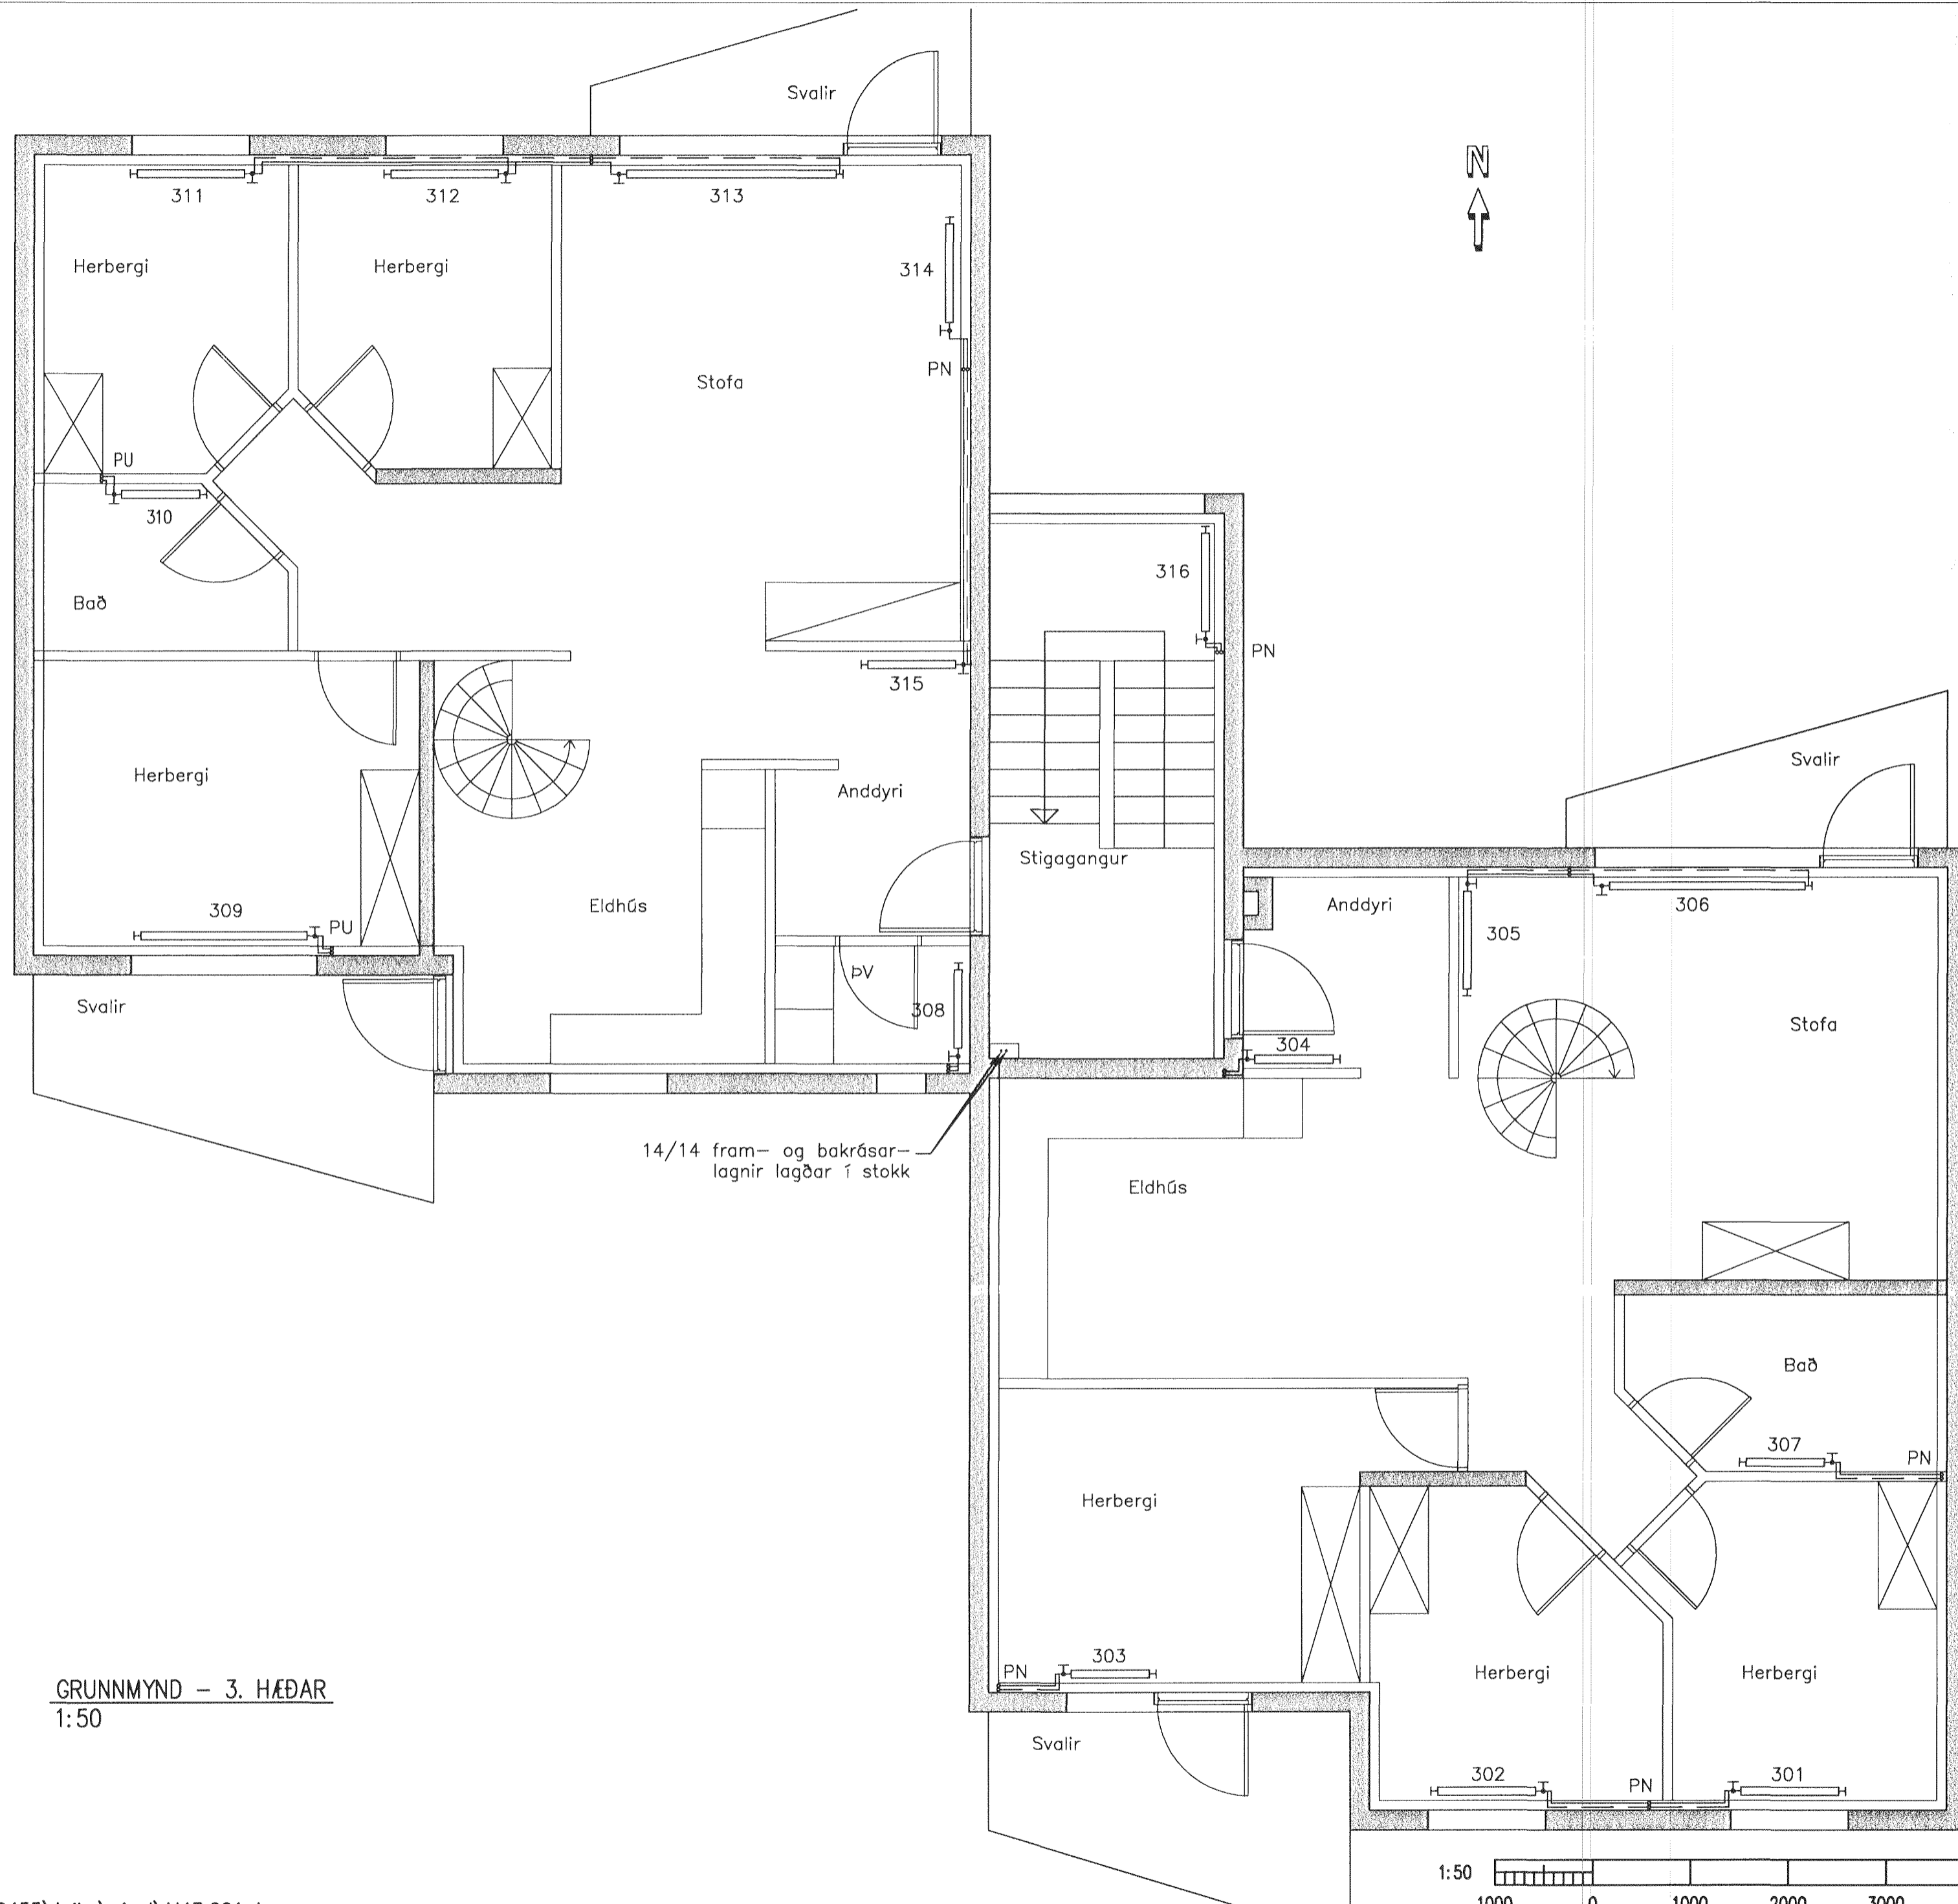 Svalir
N
311
312
313
314
Herbergi
Herbergi
PN
Stofa
PU
310
316
Bað
PN
315
Herbergi
Anddyri
Svalir
Stigagangur
309
PU
Eldhús
Anddyri
306
305
ÞV
Svalir
308
Stofa
304
14/14 fram- og bakrásar-
lagnir lagðar í stokk
Eldhús
Bað
307
PN
Herbergi
303
PN
Herbergi
Herbergi
GRUNNMYND - 3. HÆÐAR
1:50
Svalir
302
PN
301
1:50
1000 0 1000 2000 3000